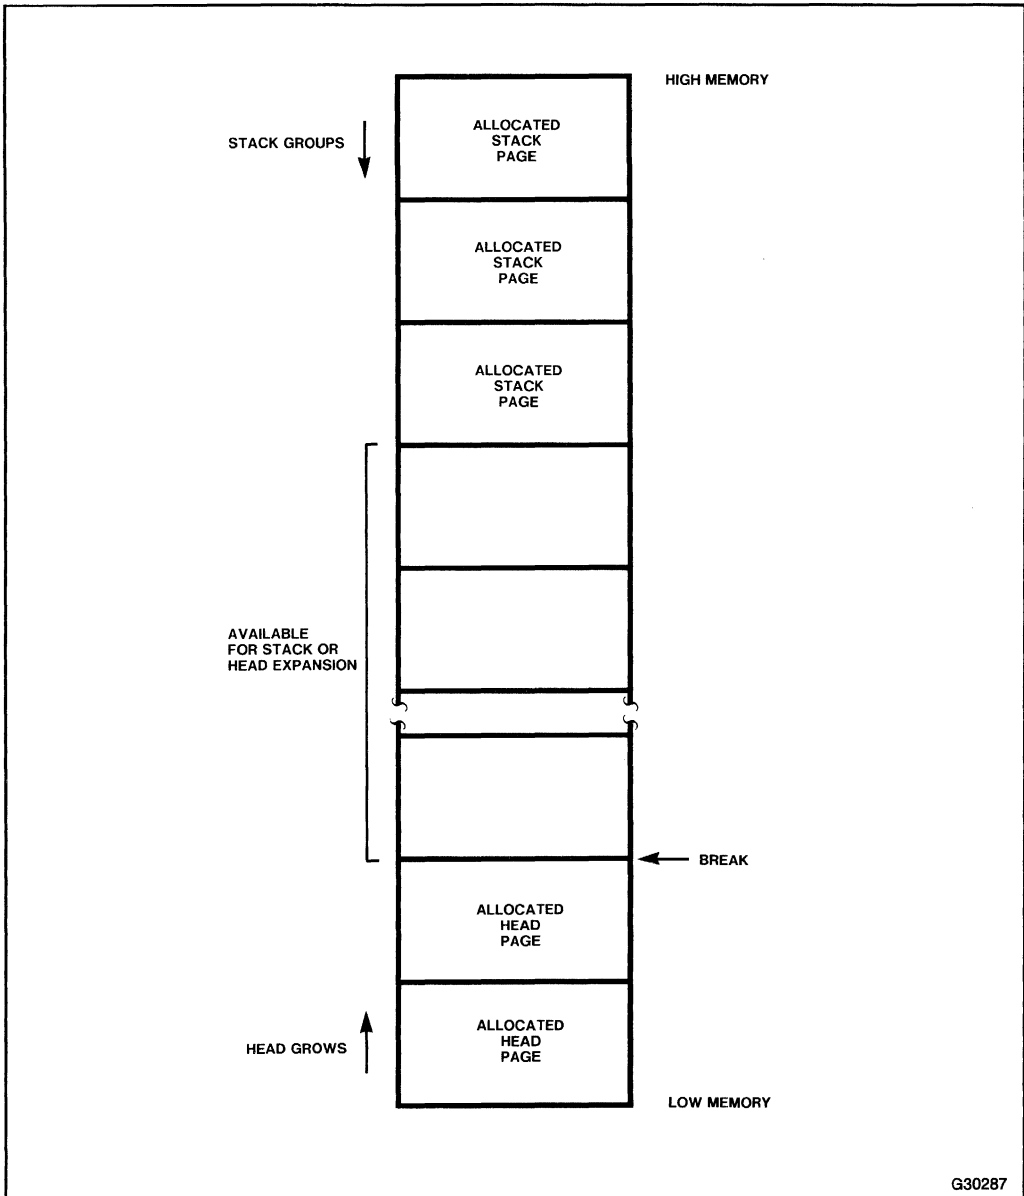 HIGH MEMORY
STACK GROUPS
ALLOCATED
STACK
PAGE
ALLOCATED
STACK
PAGE
ALLOCATED
STACK
PAGE
AVAILABLE
FOR STACK OR
HEAD EXPANSION
BREAK
ALLOCATED
HEAD
PAGE
HEAD GROWS
ALLOCATED
HEAD
PAGE
LOW MEMORY
G30287